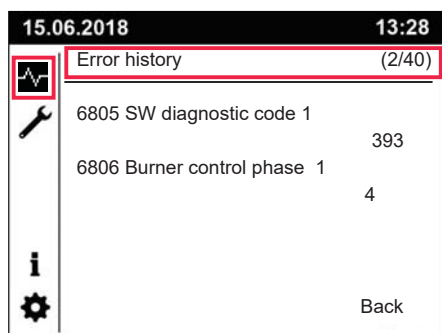 15.06.2018 13:28
Error history (2/40)
6805 SW diagnostic code 1
393
6806 Burner control phase 1
4
i
Back